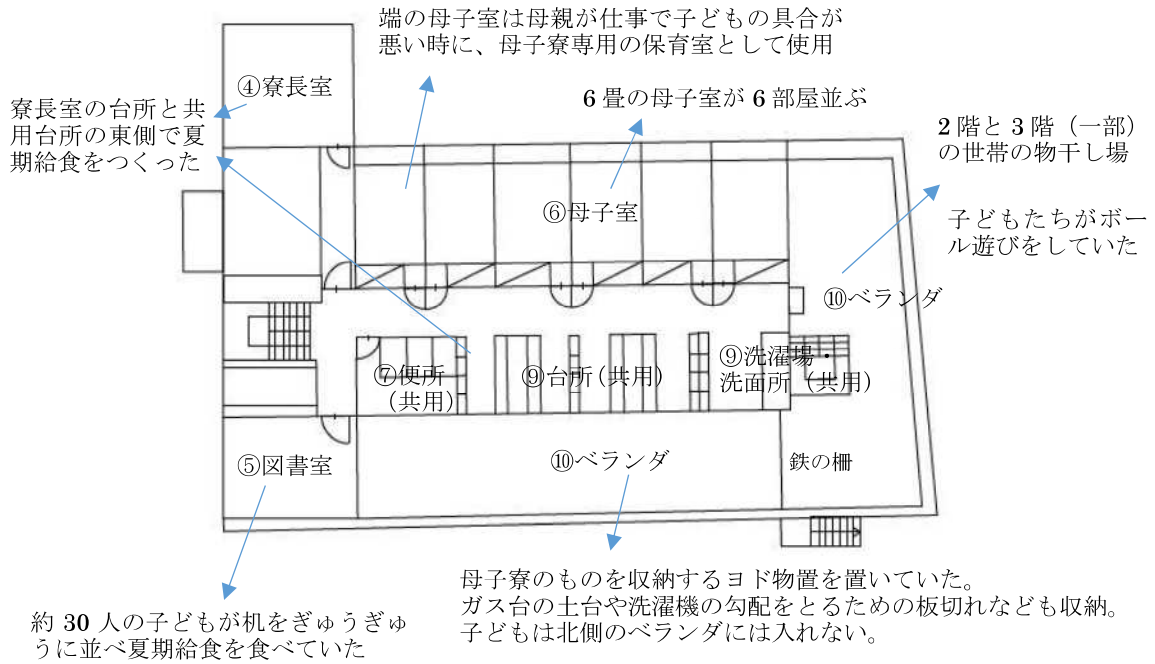 端の母子室は母親が仕事で子どもの具合が
悪い時に、母子寮専用の保育室として使用
④寮長室
6 畳の母子室が 6 部屋並ぶ
寮長室の台所と共
用台所の東側で夏
期給食をつくった
2 階と 3 階（一部）
の世帯の物干し場
子どもたちがボー
ル遊びをしていた
⑥母子室
⑩ベランダ
⑦便所
（共用）
⑨台所(共用)
⑨洗濯場・
洗面所（共用）
⑤図書室
⑩ベランダ
鉄の柵
母子寮のものを収納するヨド物置を置いていた。
ガス台の土台や洗濯機の勾配をとるための板切れなども収納。
子どもは北側のベランダには入れない。
約 30 人の子どもが机をぎゅうぎゅ
うに並べ夏期給食を食べていた